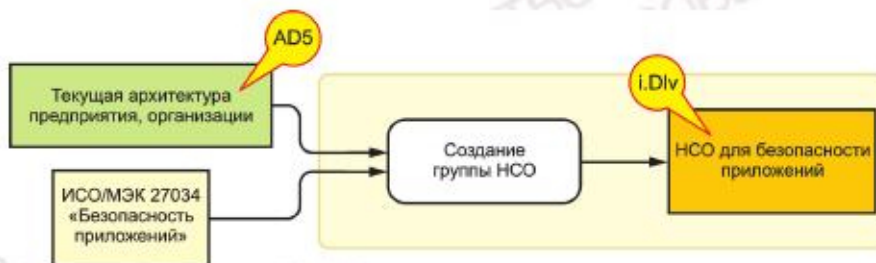 AD5
Текущая архитектура
предприятия, организации
i.Dlv
Создание
группы НСО
НСО для безопасности
приложений
ИСО/МЭК 27034
«Безопасность
приложений»